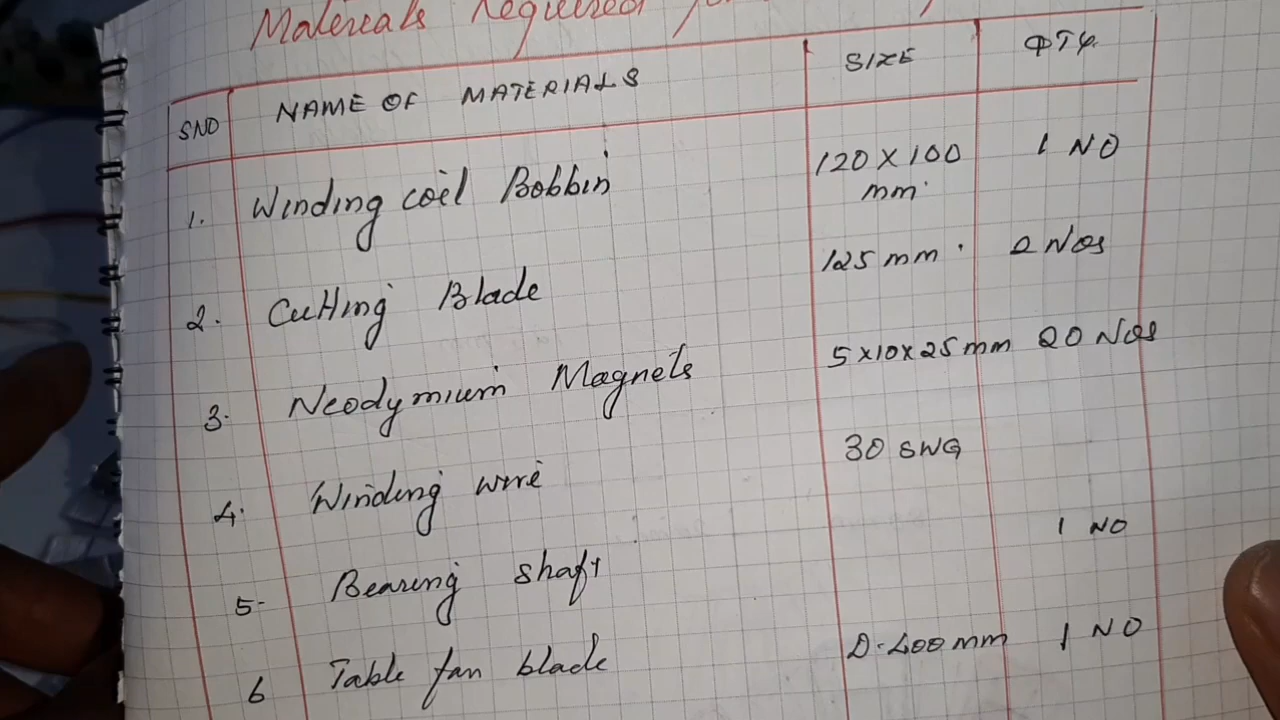 Materials Required
SNO NAME OF MATERIALS SIZE QTY.
1. Winding coil Bobbin 120 X 100 mm. 1 NO
2. Cutting Blade 125 mm. 2 NOs
3. Neodymium Magnets 5x10x25 mm 20 NOs
4. Winding wire 30 SWG
5- Bearing shaft 1 NO
6 Table fan blade D-400 mm 1 NO